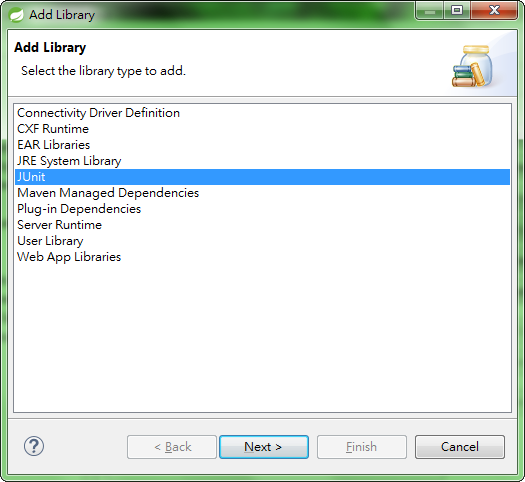 Add Library
Add Library
Select the library type to add.
Connectivity Driver Definition
CXF Runtime
EAR Libraries
JRE System Library
JUnit
Maven Managed Dependencies
Plug-in Dependencies
Server Runtime
User Library
Web App Libraries
? < Back Next > Finish Cancel